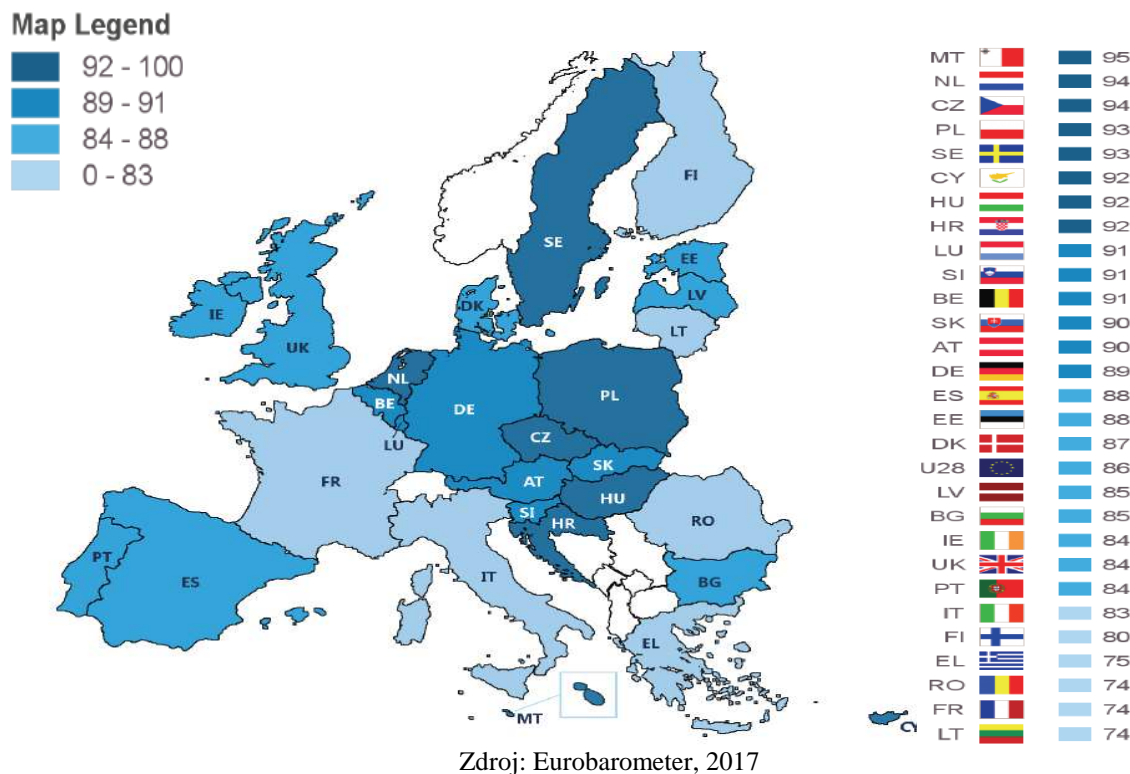 Map Legend
92 - 100
89 - 91
84 - 88
0 - 83
FI
SE
EE
LV
DK
LT
IE
UK
NL
BE
DE
PL
LU
CZ
SK
FR
AT
HU
SI
HR
RO
PT
ES
IT
BG
EL
MT
CY
MT 95
NL 94
CZ 94
PL 93
SE 93
CY 92
HU 92
HR 92
LU 91
SI 91
BE 91
SK 90
AT 90
DE 89
ES 88
EE 88
DK 87
U28 86
LV 85
BG 85
IE 84
UK 84
PT 84
IT 83
FI 80
EL 75
RO 74
FR 74
LT 74
Zdroj: Eurobarometer, 2017